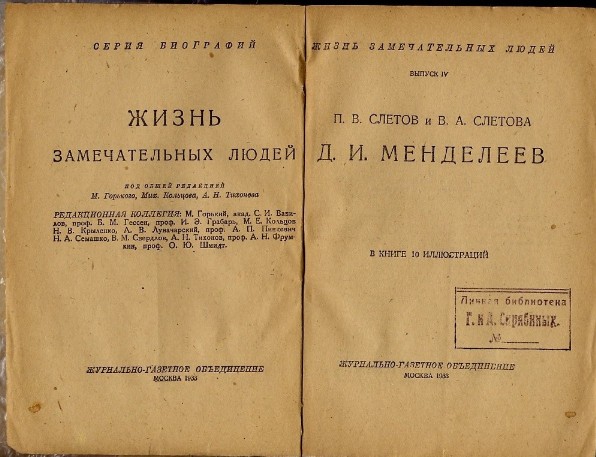 СЕРИЯ БИОГРАФИЙ
ЖИЗНЬ
ЗАМЕЧАТЕЛЬНЫХ ЛЮДЕЙ
ПОД ОБЩЕЙ РЕДАКЦИЕЙ
М. Горького, Мих. Кольцова, А. Н. Тихонова
РЕДАКЦИОННАЯ КОЛЛЕГИЯ: М. Горький, акад. С. И. Вави-
лов, проф. Б. М. Гессен, проф. И. Э. Грабарь, М. Е. Кольцов
Н. В. Крыленко, А. В. Луначарский, проф. А. П. Пинкевич
Н. А. Семашко, В. М. Свердлов, А. Н. Тихонов, проф. А. Н. Фрум-
кин, проф. О. Ю. Шмидт.
ЖУРНАЛЬНО-ГАЗЕТНОЕ ОБЪЕДИНЕНИЕ
МОСКВА 1933
ЖИЗНЬ ЗАМЕЧАТЕЛЬНЫХ ЛЮДЕЙ
ВЫПУСК IV
П. В. СЛЕТОВ и В. А. СЛЕТОВА
Д. И. МЕНДЕЛЕЕВ
В КНИГЕ 10 ИЛЛЮСТРАЦИЙ
Личная библиотека
Г. и А. Скрябиных.
№
ЖУРНАЛЬНО-ГАЗЕТНОЕ ОБЪЕДИНЕНИЕ
МОСКВА 1933